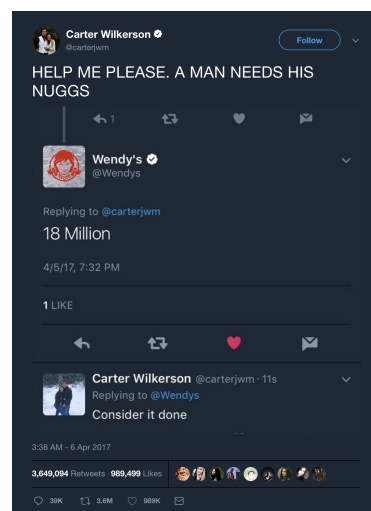 Carter Wilkerson
@carterjwm
Follow
HELP ME PLEASE. A MAN NEEDS HIS
NUGGS
1
Wendy's
@Wendys
Replying to @carterjwm
18 Million
4/5/17, 7:32 PM
1 LIKE
Carter Wilkerson @carterjwm · 11s
Replying to @Wendys
Consider it done
3:38 AM - 6 Apr 2017
3,649,094 Retweets 989,499 Likes
39K 3.6M 989K